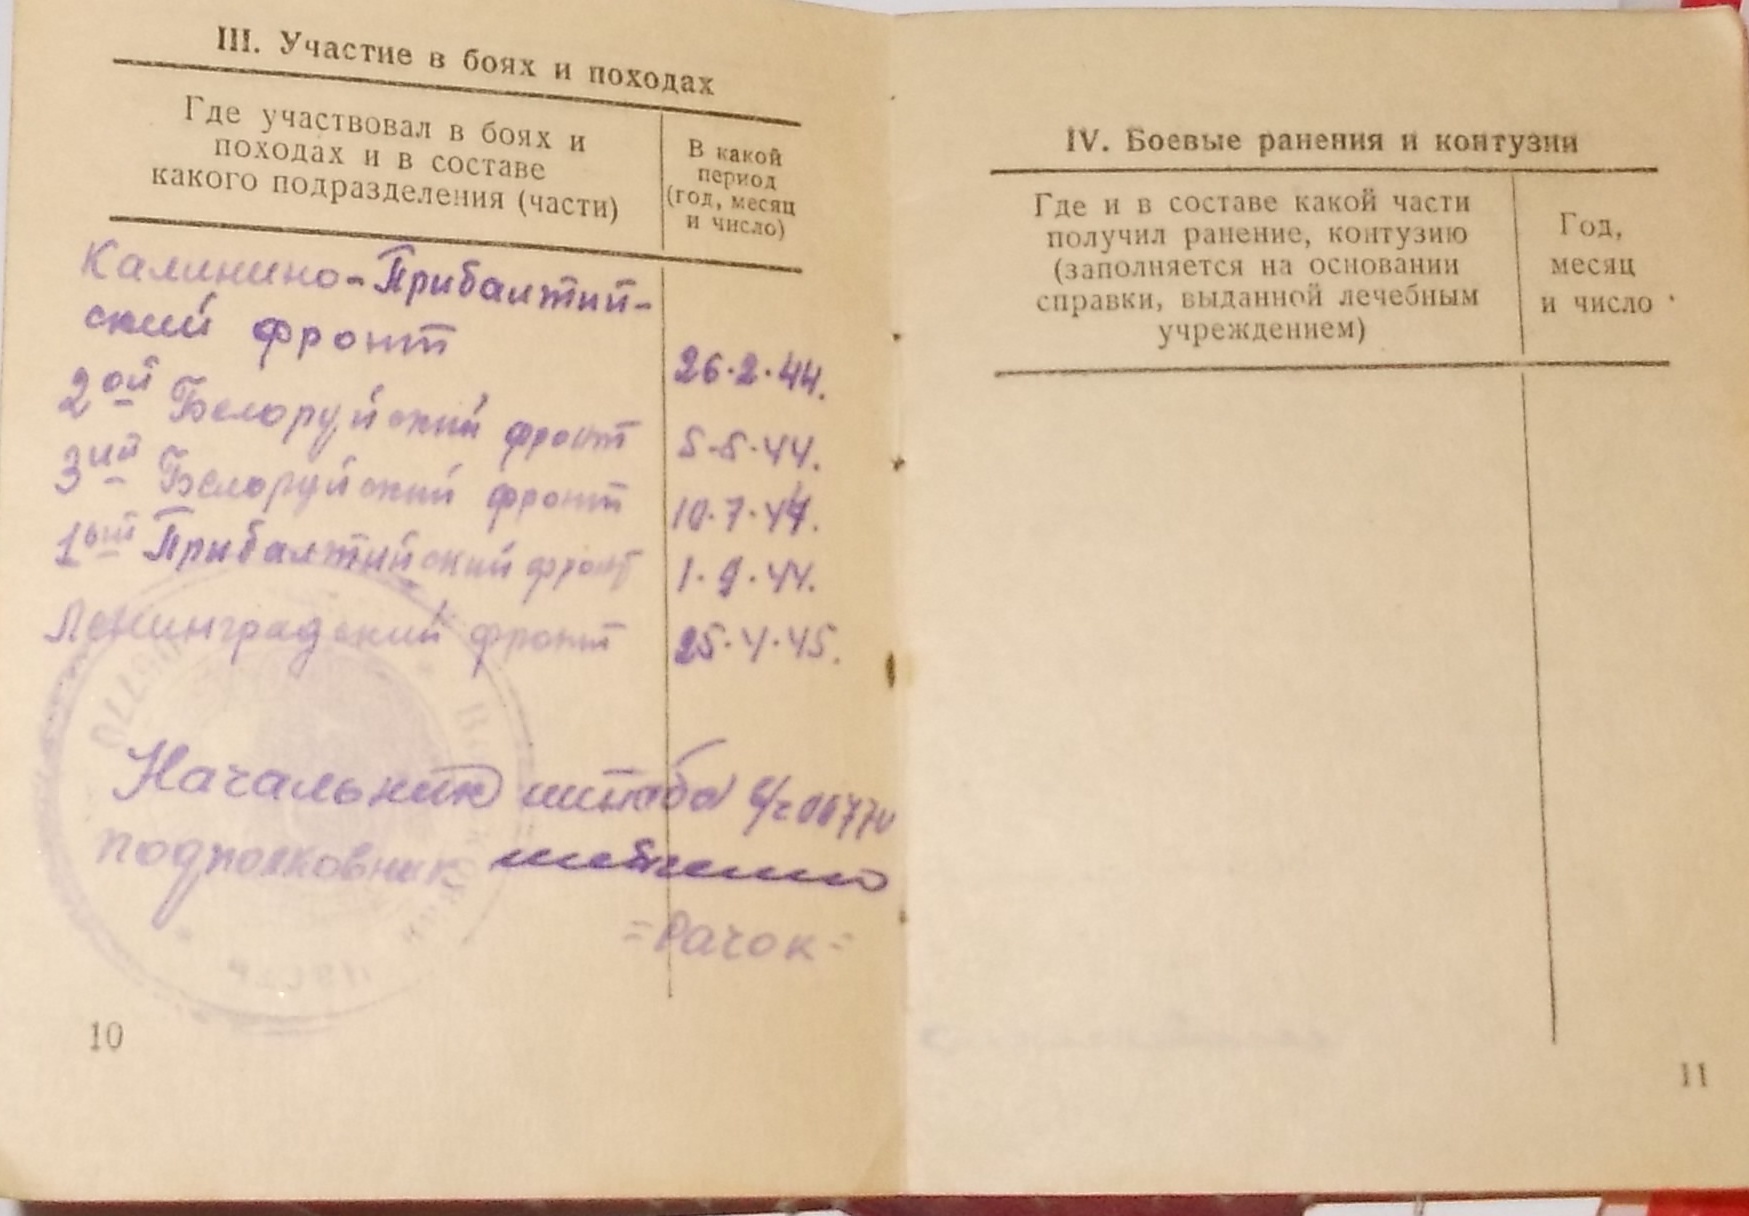 III. Участие в боях и походах
Где участвовал в боях и
походах и в составе
какого подразделения (части)
В какой
период
(год, месяц
и число)
Калинино-Прибалтий-
ский фронт 26.2.44.
2ой Белоруйский фронт 5-5.44.
3ий Белоруйский фронт 10.7.44.
1ый Прибалтийский фронт 1.9.44.
Ленинградский фронт 25.4.45.
Начальник штаба
подполковник
=Рачок=
часть
10
IV. Боевые ранения и контузии
Где и в составе какой части
получил ранение, контузию
(заполняется на основании
справки, выданной лечебным
учреждением)
Год,
месяц
и число
11